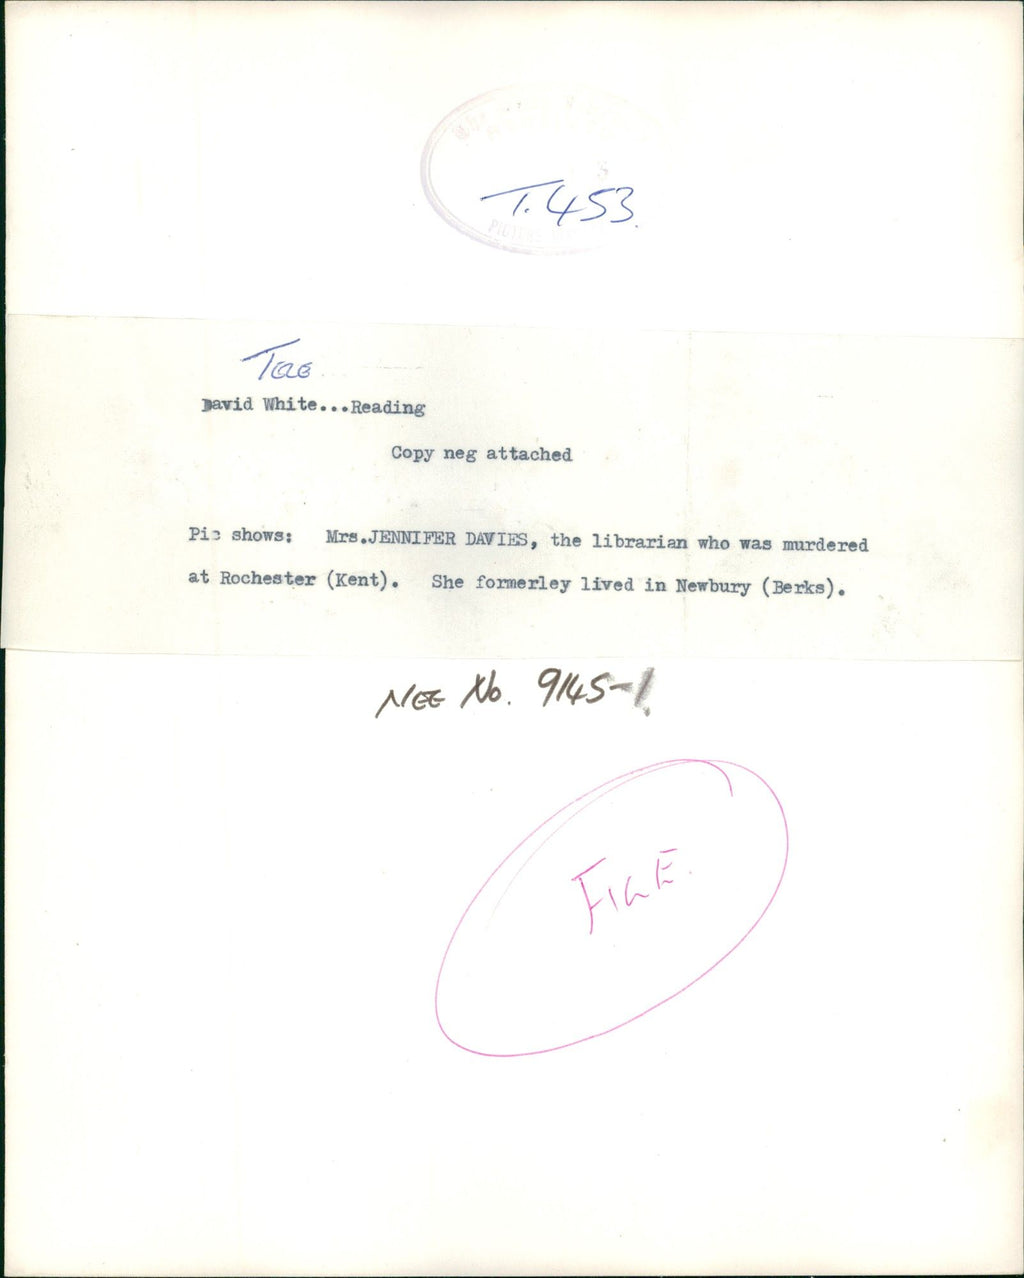 T.453.
PICTURE
David White...Reading
Copy neg attached
Pic shows: Mrs.JENNIFER DAVIES, the librarian who was murdered
at Rochester (Kent). She formerley lived in Newbury (Berks).
NEG No. 9145-1
FILE.